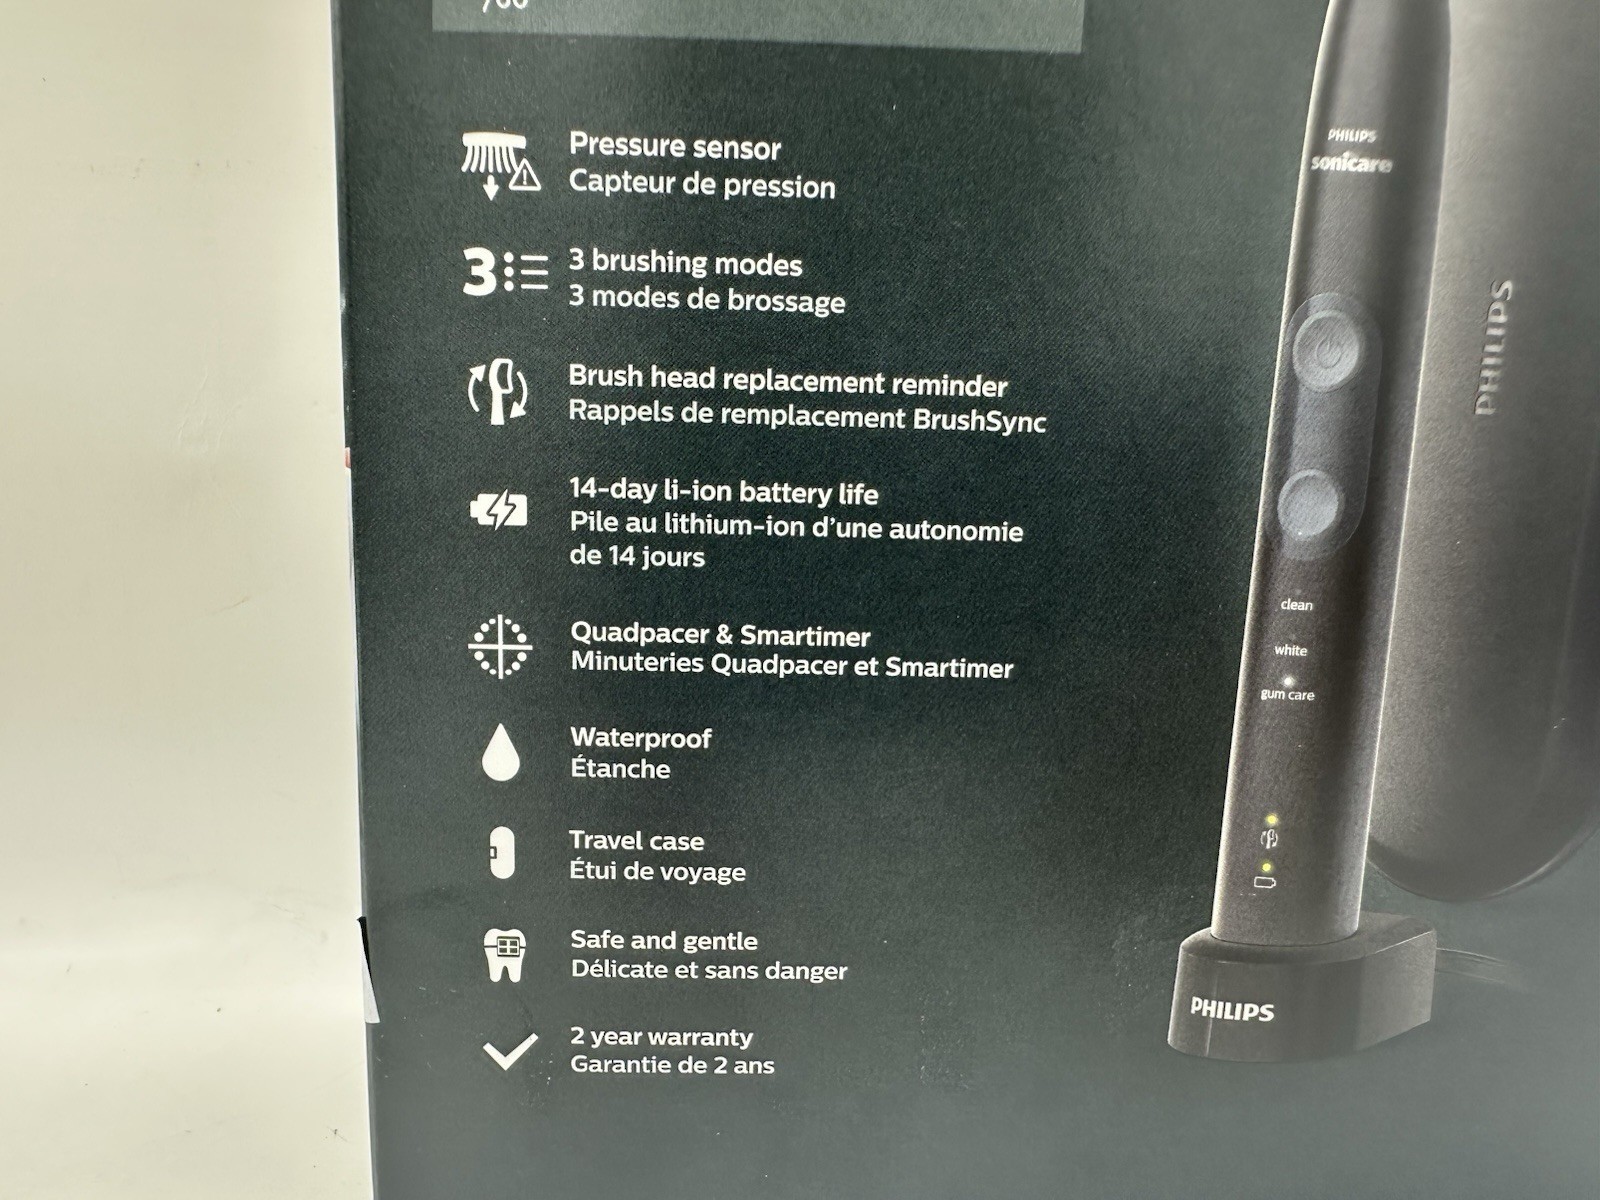 Pressure sensor
Capteur de pression
3
3 brushing modes
3 modes de brossage
Brush head replacement reminder
Rappels de remplacement BrushSync
14-day li-ion battery life
Pile au lithium-ion d'une autonomie
de 14 jours
Quadpacer & Smartimer
Minuteries Quadpacer et Smartimer
Waterproof
Étanche
Travel case
Étui de voyage
Safe and gentle
Délicate et sans danger
2 year warranty
Garantie de 2 ans
PHILIPS
sonicare
clean
white
gum care
PHILIPS
PHILIPS